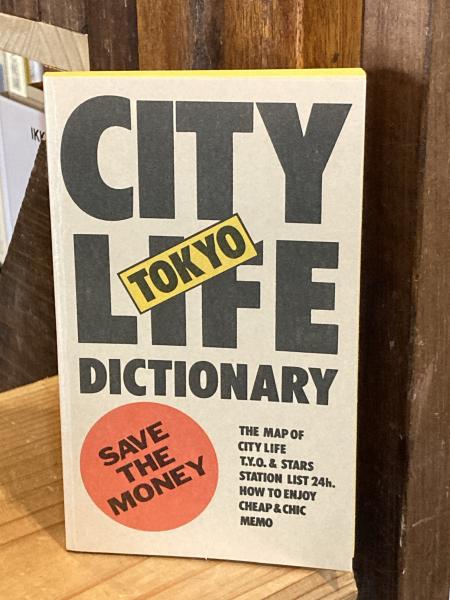 CITY
LIFE
TOKYO
DICTIONARY
SAVE
THE
MONEY
THE MAP OF
CITY LIFE
T.Y.O. & STARS
STATION LIST 24h.
HOW TO ENJOY
CHEAP & CHIC
MEMO
IKK